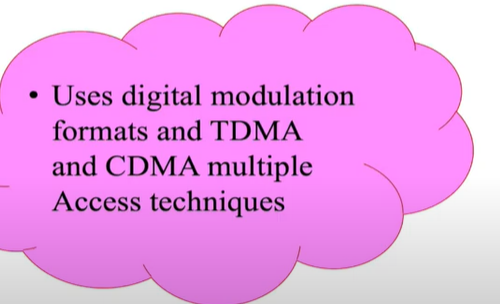 • Uses digital modulation
formats and TDMA
and CDMA multiple
Access techniques